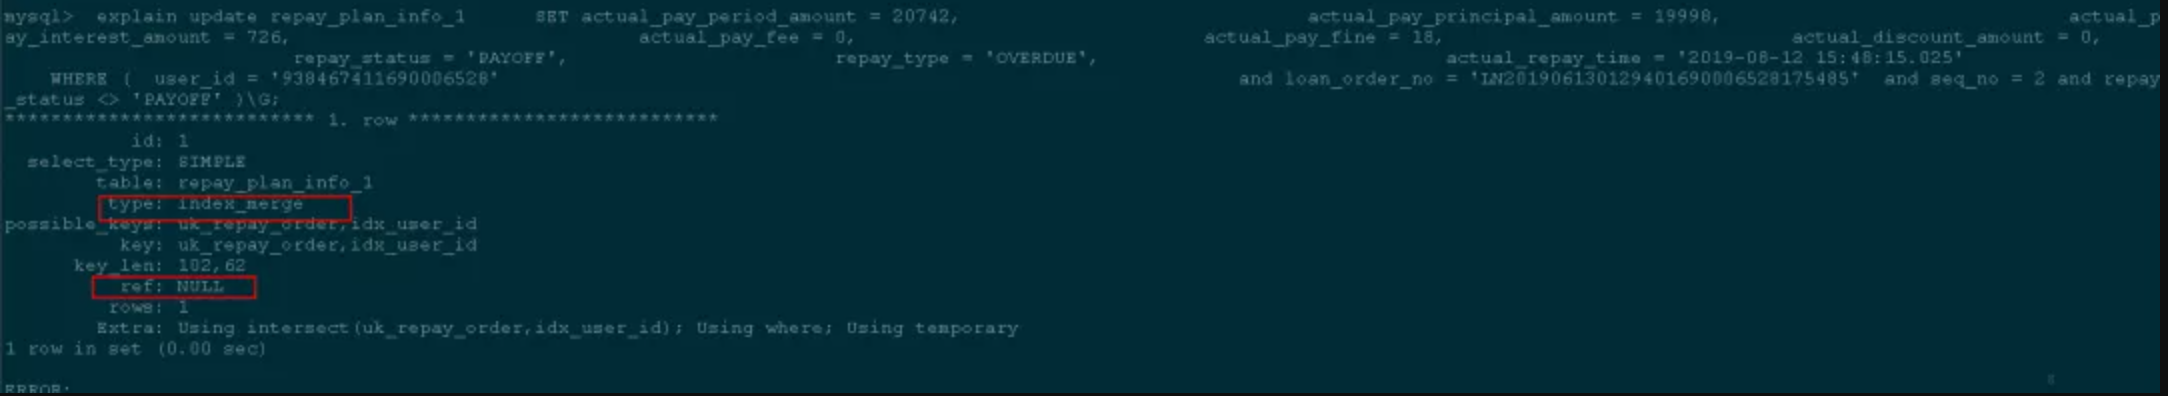 mysql>  explain update repay_plan_info_1      SET actual_pay_period_amount = 20742,      actual_pay_principal_amount = 19998,      actual_p
ay_interest_amount = 726,      actual_pay_fee = 0,      actual_pay_fine = 18,      actual_discount_amount = 0,
repay_status = 'PAYOFF',      repay_type = 'OVERDUE',      actual_repay_time = '2019-08-12 15:48:15.025'
WHERE (  user_id = '938467411690006528'      and loan_order_no = 'LN201906130129401690006528175485'  and seq_no = 2 and repay
_status <> 'PAYOFF' )\G;
*************************** 1. row ***************************
id: 1
select_type: SIMPLE
table: repay_plan_info_1
type: index_merge
possible_keys: uk_repay_order,idx_user_id
key: uk_repay_order,idx_user_id
key_len: 102,62
ref: NULL
rows: 1
Extra: Using intersect(uk_repay_order,idx_user_id); Using where; Using temporary
1 row in set (0.00 sec)
ERROR: